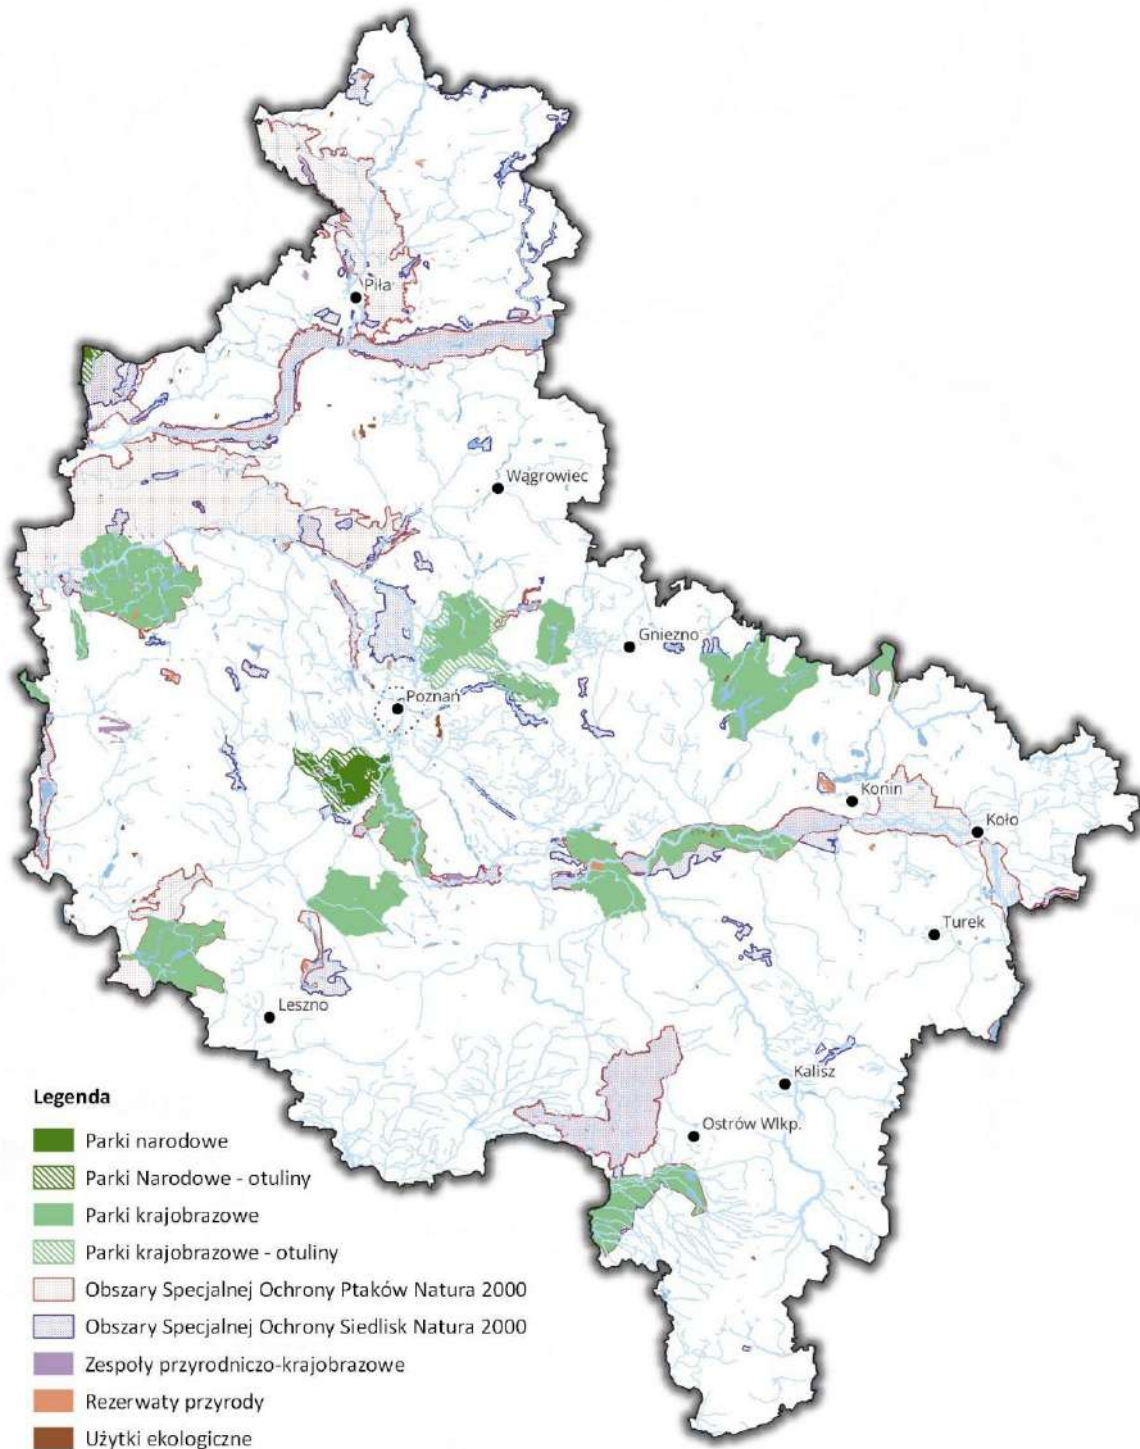 Piła
Wągrowiec
Gniezno
Poznań
Konin
Koło
Turek
Leszno
Kalisz
Ostrów Wlkp.
Legenda
Parki narodowe
Parki Narodowe - otuliny
Parki krajobrazowe
Parki krajobrazowe - otuliny
Obszary Specjalnej Ochrony Ptaków Natura 2000
Obszary Specjalnej Ochrony Siedlisk Natura 2000
Zespoły przyrodniczo-krajobrazowe
Rezerwaty przyrody
Użytki ekologiczne